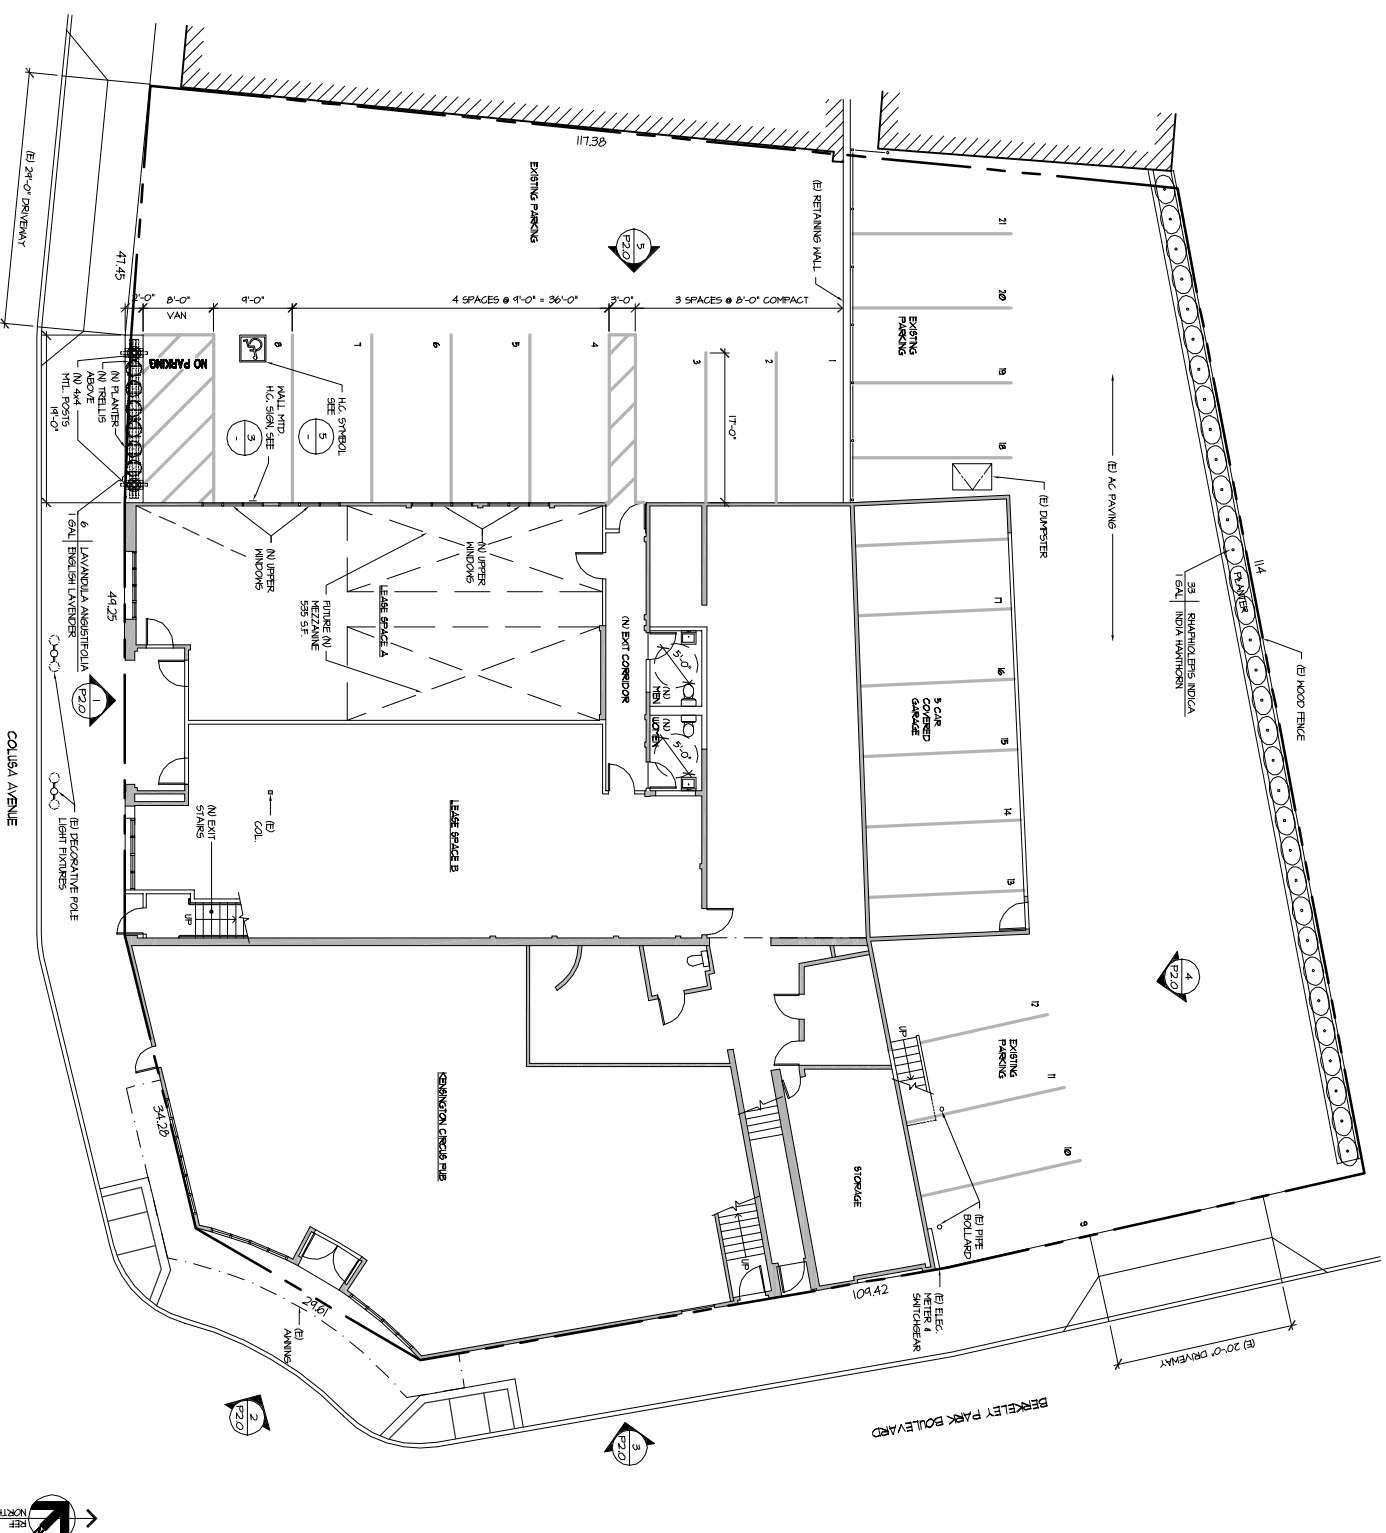 117.38
EXISTING PARKING
(E) RETAINING WALL
(E) 29'-0" DRIVEWAY
47.45
2'-0"
8'-0"
VAN
9'-0"
4 SPACES @ 9'-0" = 36'-0"
3'-0"
3 SPACES @ 8'-0" COMPACT
5
P2.0
21
20
19
18
EXISTING
PARKING
NO PARKING
8
7
6
5
4
3
2
1
17'-0"
H.C. SYMBOL
SEE
5
-
WALL MTD.
H.C. SIGN, SEE
3
-
(N) PLANTER
(N) TRELLIS
ABOVE
(N) 4x4
MTL. POSTS
19'-0"
(E) DUMPSTER
(E) AC PAVING
114
PLANTER
33 RHAPHIOLEPIS INDICA
1 GAL INDIA HAWTHORN
(E) WOOD FENCE
6 LAVANDULA ANGUSTIFOLIA
1 GAL ENGLISH LAVENDER
49.25
(N) UPPER
WINDOWS
(N) UPPER
WINDOWS
LEASE SPACE A
FUTURE (N)
MEZZANINE
535 S.F.
(N) EXIT CORRIDOR
5'-0"
(N)
MEN
(N)
WOMEN
5'-0"
17
16
15
14
13
5 CAR
COVERED
GARAGE
1
P2.0
COLUSA AVENUE
(E) DECORATIVE POLE
LIGHT FIXTURES
(N) EXIT
STAIRS
(E)
COL.
LEASE SPACE B
UP
4
P2.0
12
11
10
9
EXISTING
PARKING
UP
KENSINGTON CIRCUS PUB
34.28
STORAGE
(E) PIPE
BOLLARD
UP
29.61
(E)
AWNING
109.42
(E) ELEC.
METER &
SWITCHGEAR
(E) 20'-0" DRIVEWAY
BERKELEY PARK BOULEVARD
2
P2.0
3
P2.0
REF
NORTH